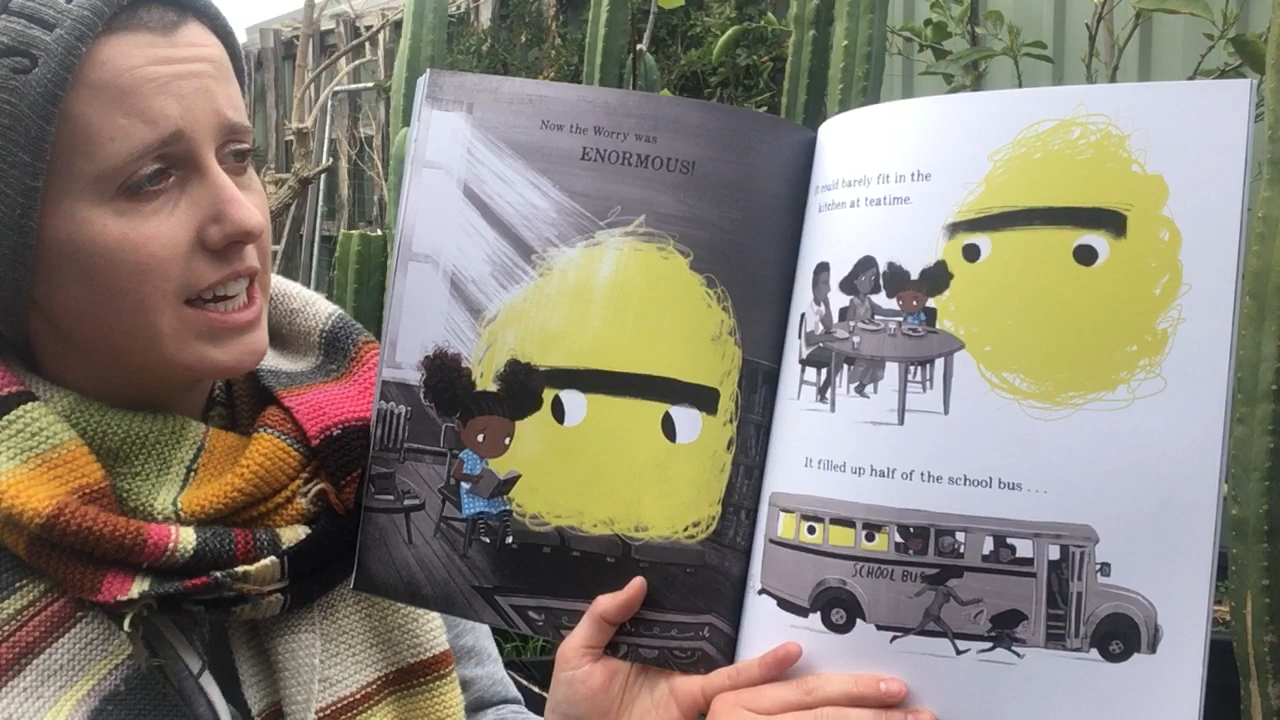 Now the Worry was
ENORMOUS!
It could barely fit in the
kitchen at teatime.
It filled up half of the school bus . . .
SCHOOL BUS